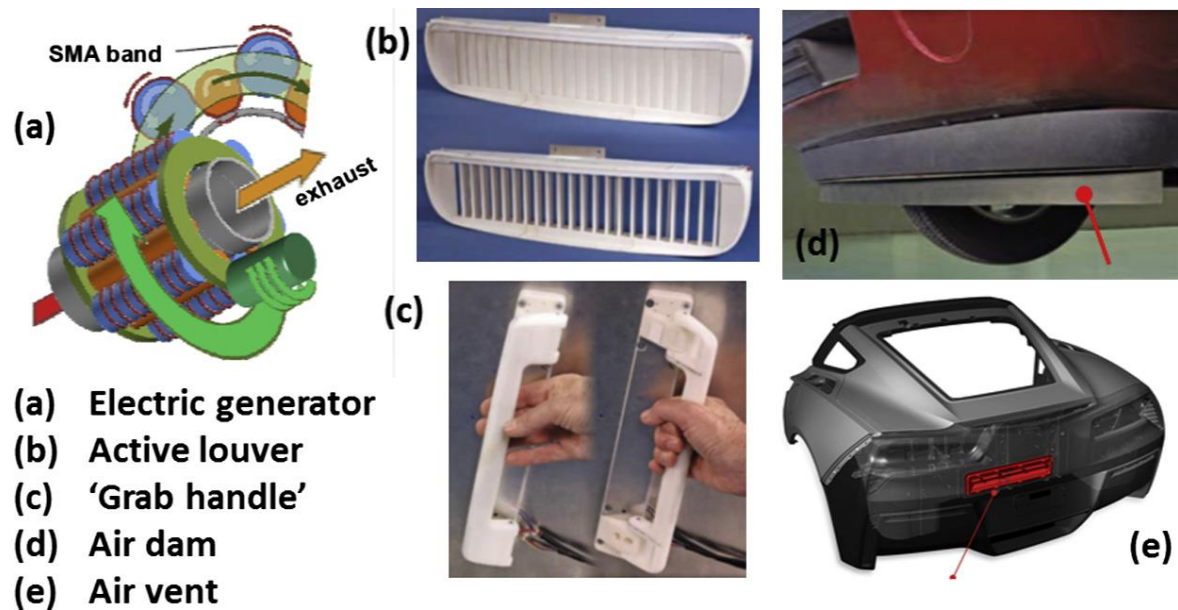 SMA band
(a)
exhaust
(b)
(c)
(d)
(e)
(a) Electric generator
(b) Active louver
(c) ‘Grab handle’
(d) Air dam
(e) Air vent